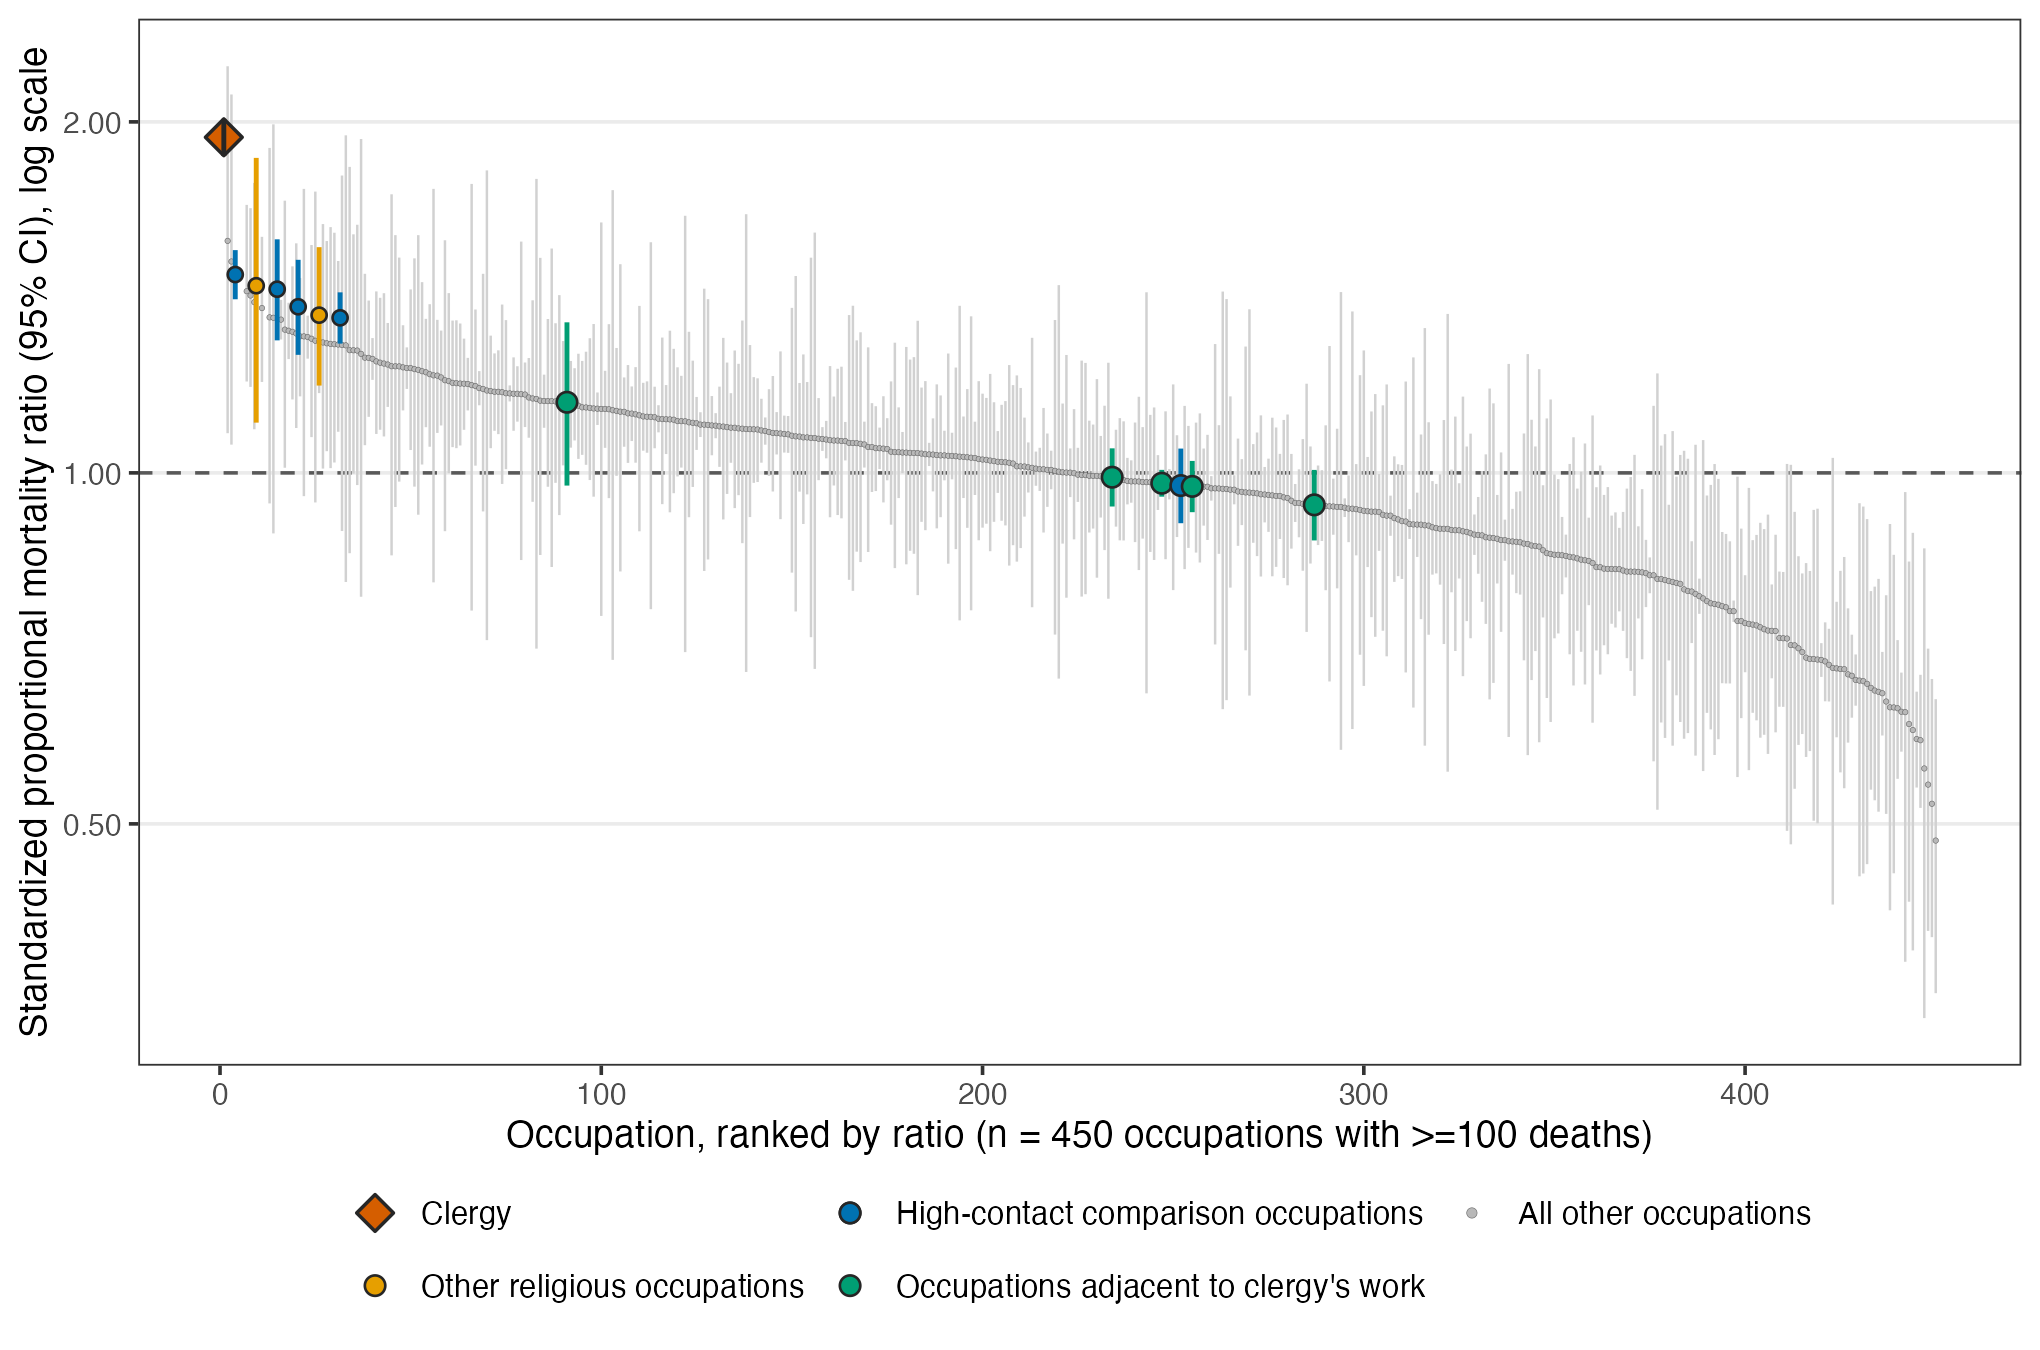 Standardized proportional mortality ratio (95% CI), log scale
2.00
1.00
0.50
0 100 200 300 400
Occupation, ranked by ratio (n = 450 occupations with >=100 deaths)
Clergy
High-contact comparison occupations
All other occupations
Other religious occupations
Occupations adjacent to clergy's work